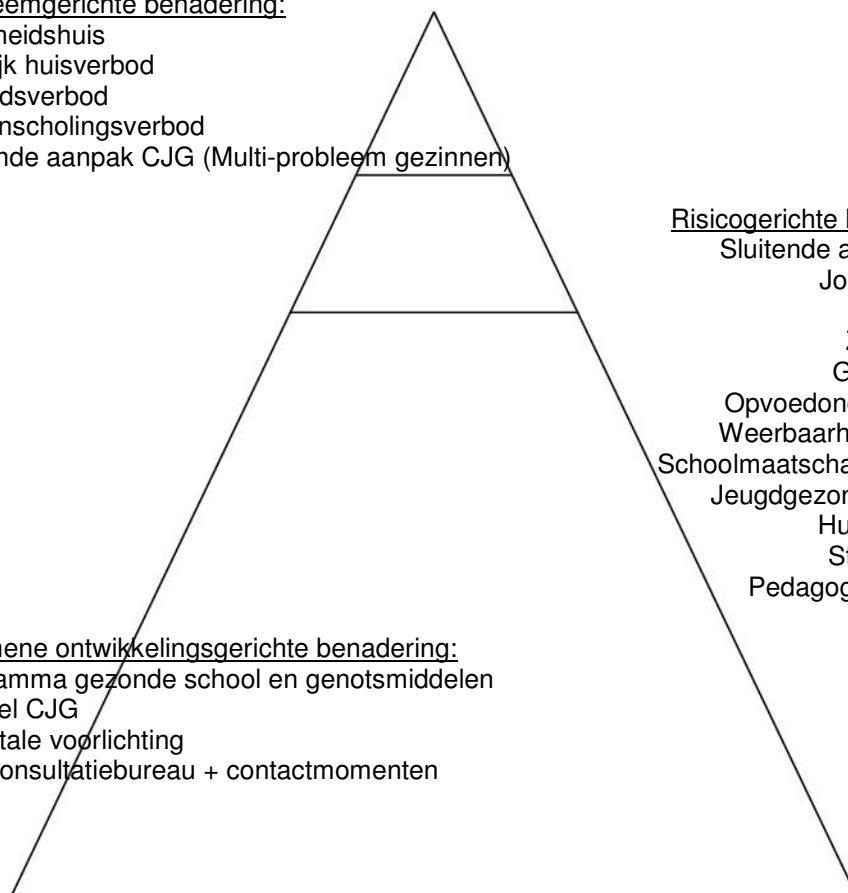 eemgerichte benadering:
heidshuis
jk huisverbod
dsverbod
nscholingsverbod
nde aanpak CJG (Multi-probleem gezinnen)
Risicogerichte
Sluitende a
Jo
G
Opvoedon
Weerbaarh
Schoolmaatscha
Jeugdgezon
Hu
St
Pedagog
nene ontwikkelingsgerichte benadering:
amma gezonde school en genotsmiddelen
el CJG
tale voorlichting
onsultatiebureau + contactmomenten